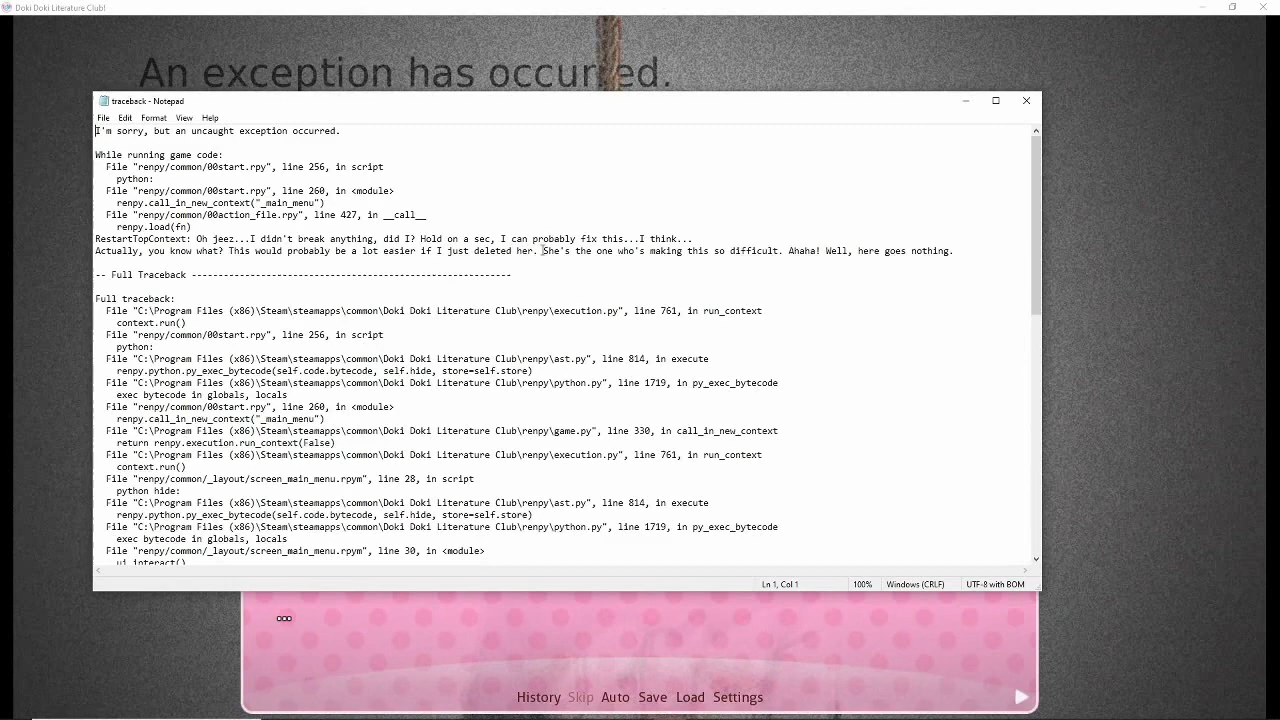 Doki Doki Literature Club!
An exception has occurred.
traceback - Notepad
File Edit Format View Help
I'm sorry, but an uncaught exception occurred.
While running game code:
File "renpy/common/00start.rpy", line 256, in script
python:
File "renpy/common/00start.rpy", line 260, in <module>
renpy.call_in_new_context("_main_menu")
File "renpy/common/00action_file.rpy", line 427, in __call__
renpy.load(fn)
RestartTopContext: Oh jeez...I didn't break anything, did I? Hold on a sec, I can probably fix this...I think...
Actually, you know what? This would probably be a lot easier if I just deleted her. She's the one who's making this so difficult. Ahaha! Well, here goes nothing.
-- Full Traceback ------------------------------------------------------------
Full traceback:
File "C:\Program Files (x86)\Steam\steamapps\common\Doki Doki Literature Club\renpy\execution.py", line 761, in run_context
context.run()
File "renpy/common/00start.rpy", line 256, in script
python:
File "C:\Program Files (x86)\Steam\steamapps\common\Doki Doki Literature Club\renpy\ast.py", line 814, in execute
renpy.python.py_exec_bytecode(self.code.bytecode, self.hide, store=self.store)
File "C:\Program Files (x86)\Steam\steamapps\common\Doki Doki Literature Club\renpy\python.py", line 1719, in py_exec_bytecode
exec bytecode in globals, locals
File "renpy/common/00start.rpy", line 260, in <module>
renpy.call_in_new_context("_main_menu")
File "C:\Program Files (x86)\Steam\steamapps\common\Doki Doki Literature Club\renpy\game.py", line 330, in call_in_new_context
return renpy.execution.run_context(False)
File "C:\Program Files (x86)\Steam\steamapps\common\Doki Doki Literature Club\renpy\execution.py", line 761, in run_context
context.run()
File "renpy/common/_layout/screen_main_menu.rpym", line 28, in script
python hide:
File "C:\Program Files (x86)\Steam\steamapps\common\Doki Doki Literature Club\renpy\ast.py", line 814, in execute
renpy.python.py_exec_bytecode(self.code.bytecode, self.hide, store=self.store)
File "C:\Program Files (x86)\Steam\steamapps\common\Doki Doki Literature Club\renpy\python.py", line 1719, in py_exec_bytecode
exec bytecode in globals, locals
File "renpy/common/_layout/screen_main_menu.rpym", line 30, in <module>
ui.interact()
Ln 1, Col 1 100% Windows (CRLF) UTF-8 with BOM
...
History Skip Auto Save Load Settings